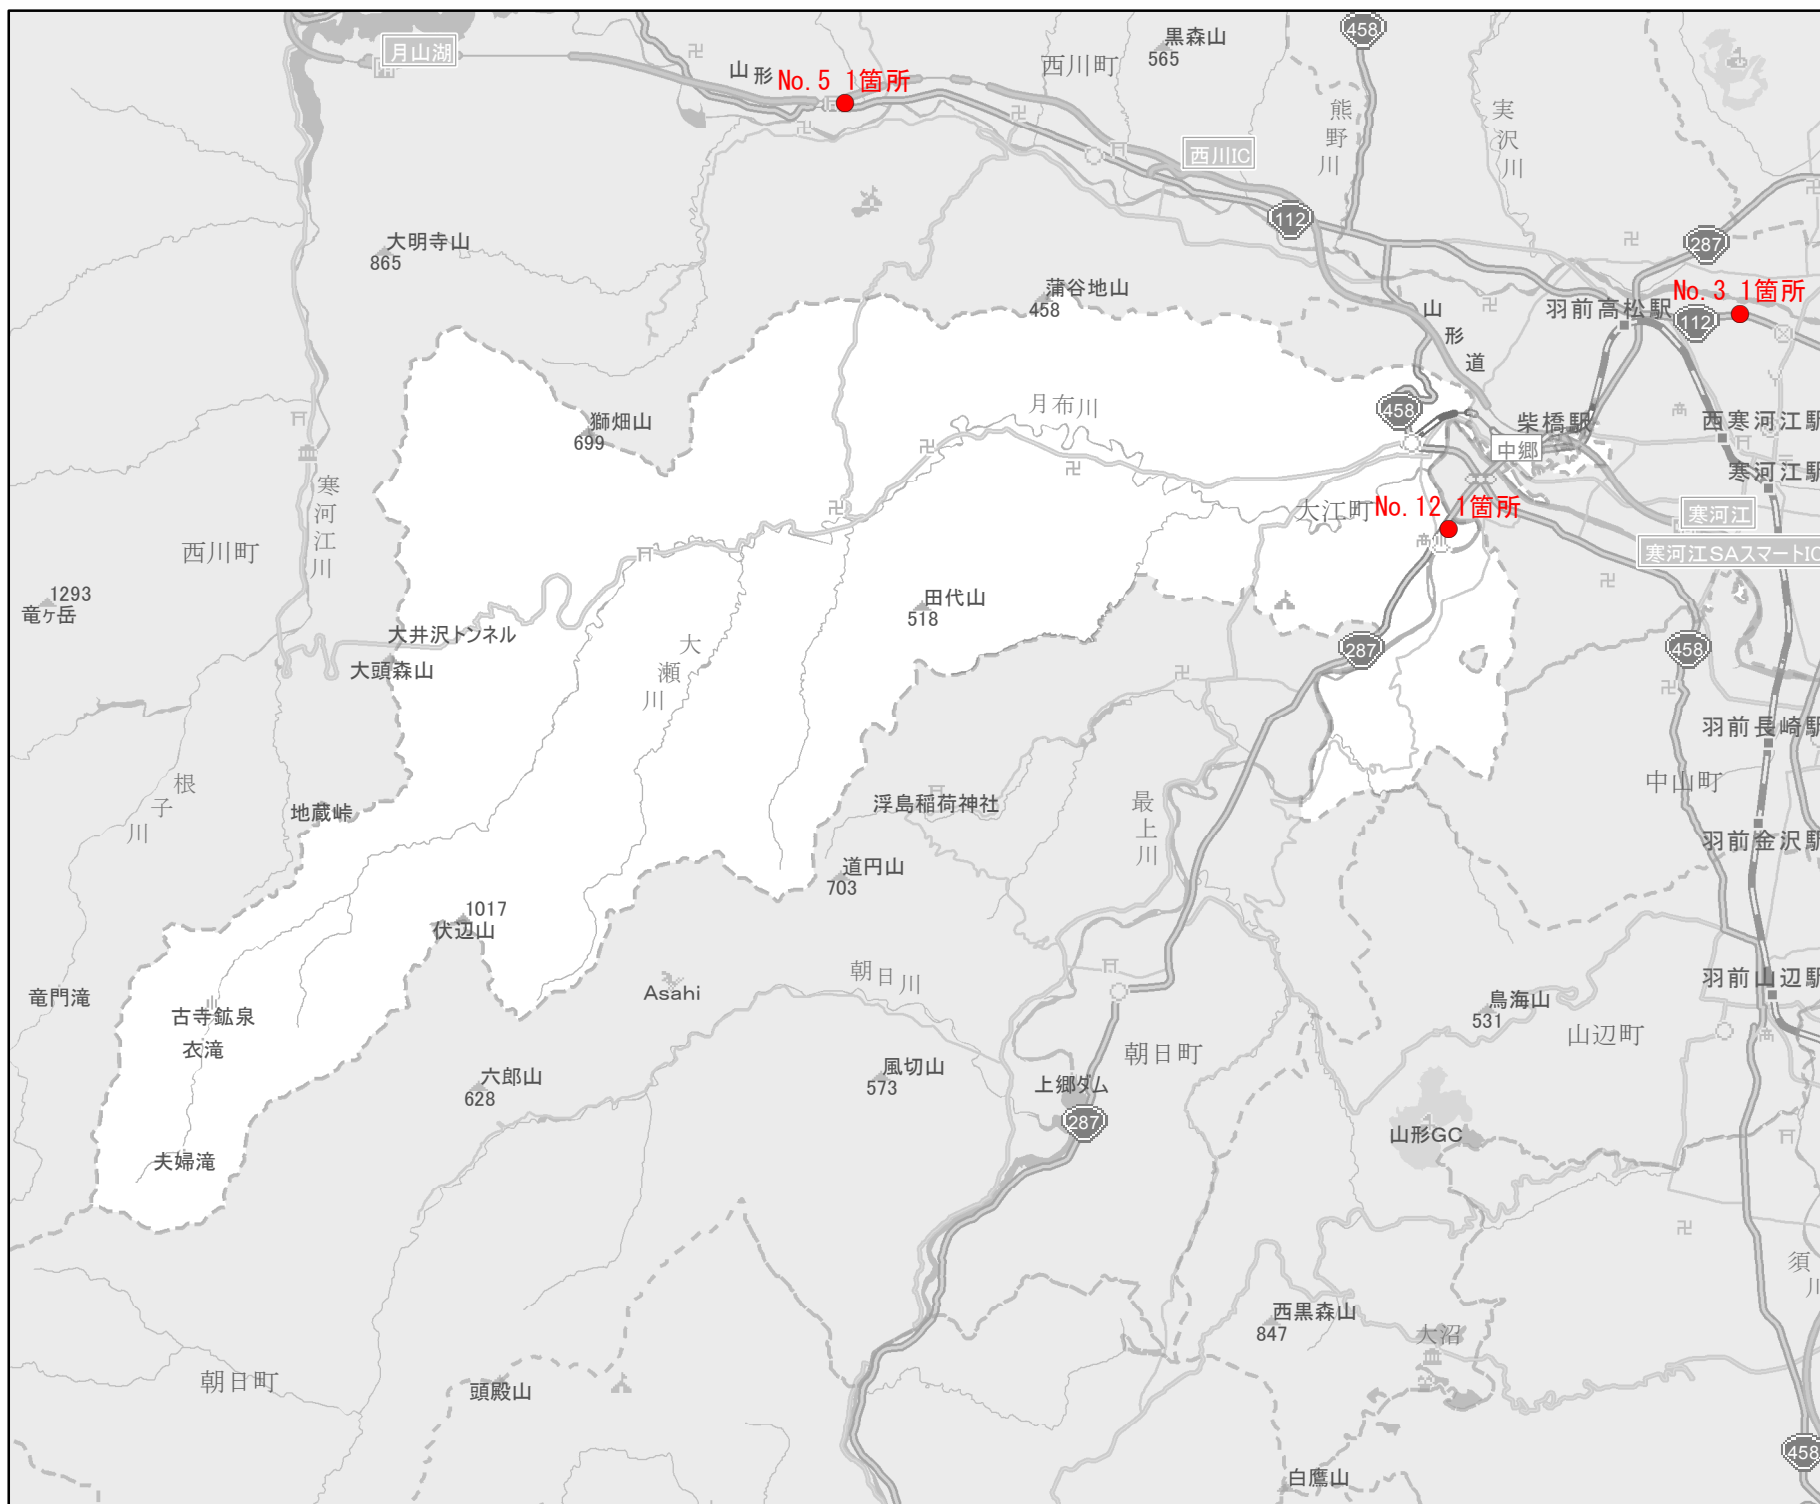 458
黒森山
565
月山湖
西川町
山形
No.5 1箇所
熊野川
実沢川
西川IC
112
287
大明寺山
865
蒲谷地山
458
No.3 1箇所
羽前高松駅
112
山形道
獅畑山
699
月布川
458
柴橋駅
中郷
西寒河江駅
寒河江駅
寒河江川
大江町
No.12 1箇所
寒河江
西川町
寒河江SAスマートIC
1293
竜ヶ岳
田代山
518
大井沢トンネル
大頭森山
大瀬川
287
458
羽前長崎駅
中山町
根子川
地蔵峠
浮島稲荷神社
最上川
羽前金沢駅
道円山
703
1017
伏辺山
朝日川
Asahi
竜門滝
古寺鉱泉
衣滝
羽前山辺駅
鳥海山
531
山辺町
六郎山
628
風切山
573
朝日町
上郷ダム
287
山形GC
夫婦滝
須川
西黒森山
847
大沼
朝日町
頭殿山
白鷹山
458